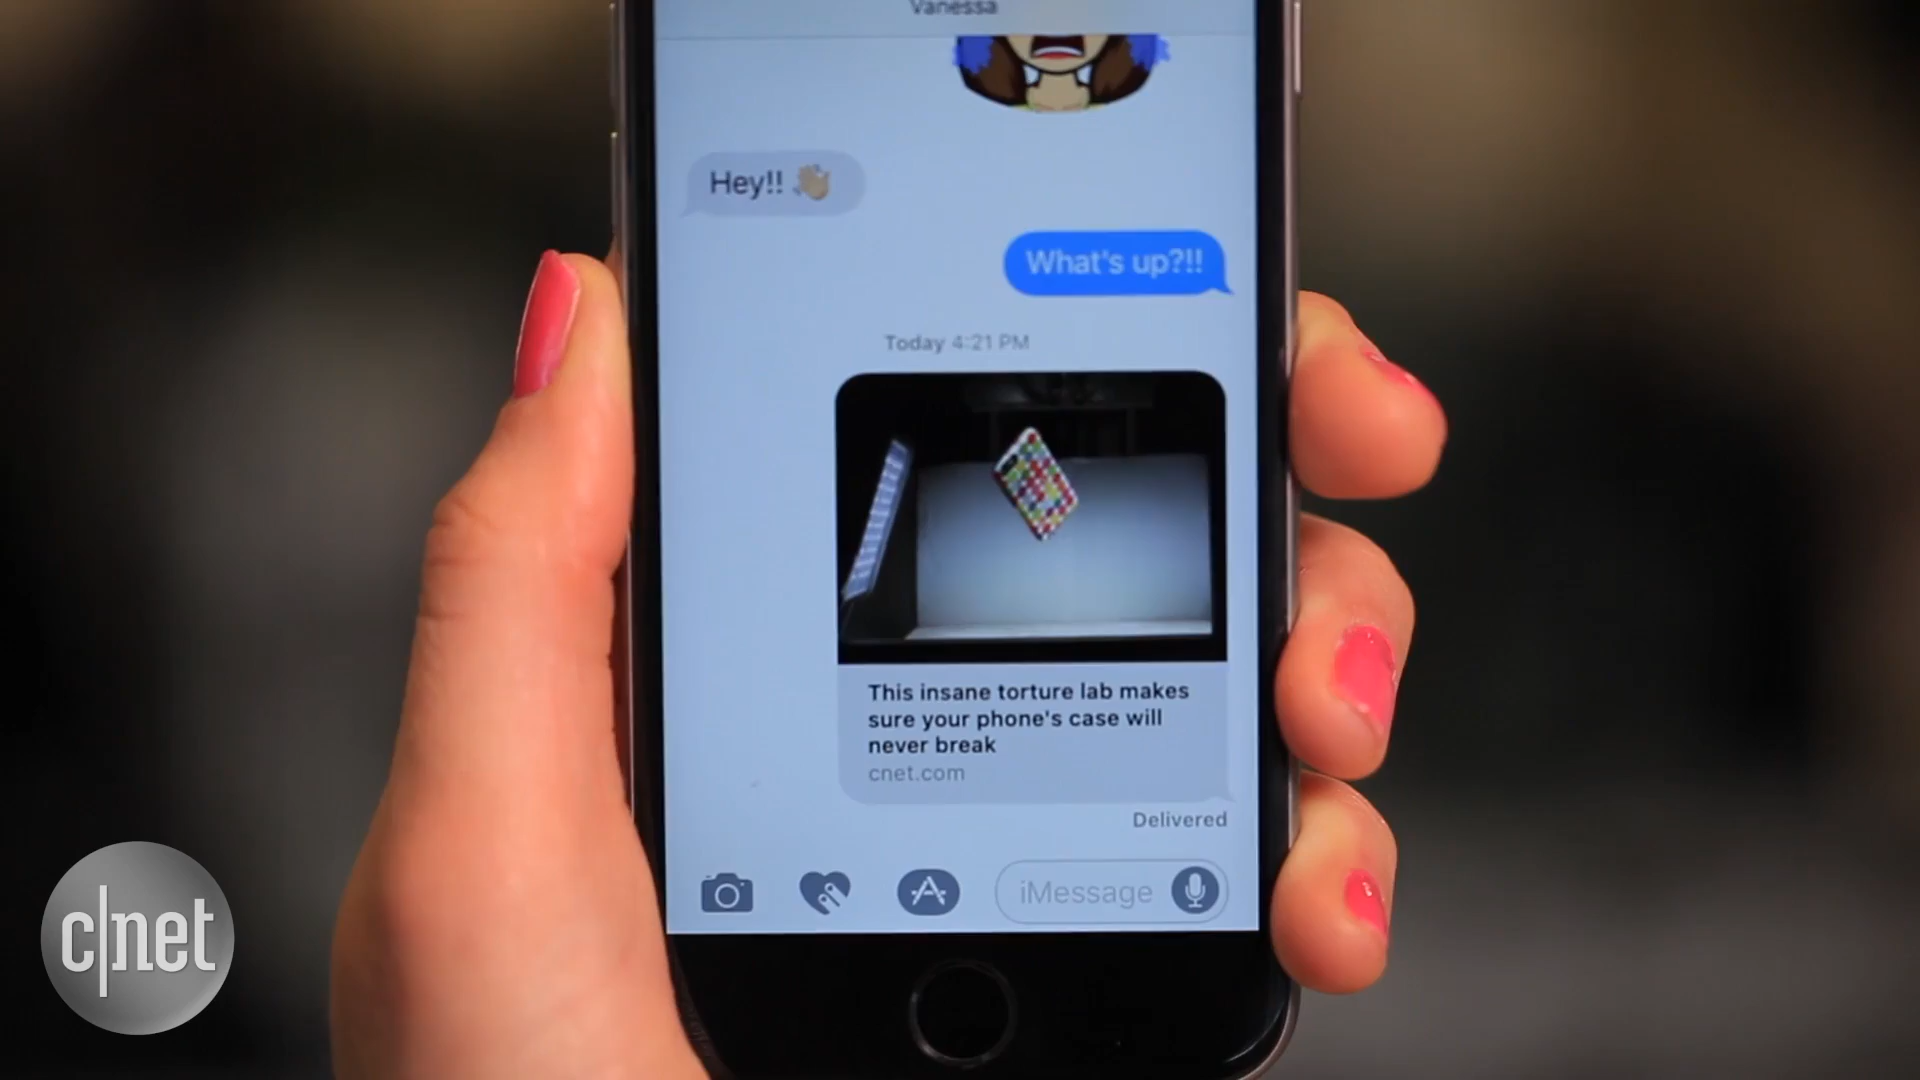 Vanessa
Hey!! 👋
What's up?!!
Today 4:21 PM
This insane torture lab makes
sure your phone's case will
never break
cnet.com
Delivered
iMessage
c|net